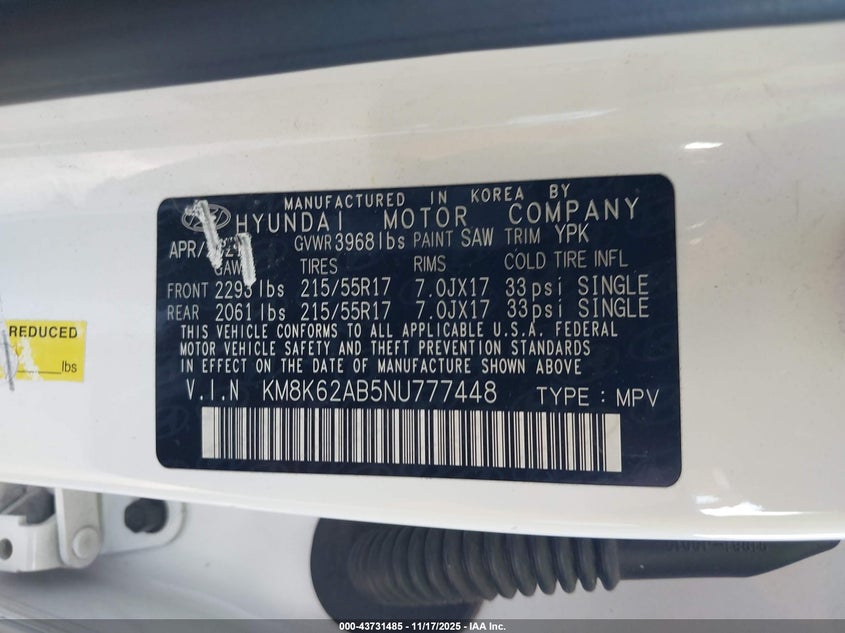 MANUFACTURED IN KOREA BY
HYUNDAI MOTOR COMPANY
GVWR 3968lbs PAINT SAW TRIM YPK
TIRES RIMS COLD TIRE INFL
FRONT 2293 lbs 215/55R17 7.0JX17 33psi SINGLE
REAR 2061 lbs 215/55R17 7.0JX17 33psi SINGLE
THIS VEHICLE CONFORMS TO ALL APPLICABLE U.S.A. FEDERAL
MOTOR VEHICLE SAFETY AND THEFT PREVENTION STANDARDS
IN EFFECT ON THE DATE OF MANUFACTURE SHOWN ABOVE
V.I.N KM8K62AB5NU777448 TYPE : MPV
REDUCED
lbs
000-43731485 - 11/17/2025 - IAA Inc.